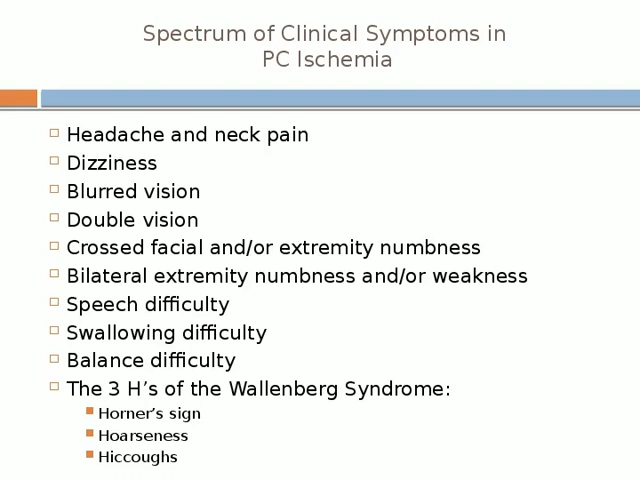 Spectrum of Clinical Symptoms in
PC Ischemia
Headache and neck pain
Dizziness
Blurred vision
Double vision
Crossed facial and/or extremity numbness
Bilateral extremity numbness and/or weakness
Speech difficulty
Swallowing difficulty
Balance difficulty
The 3 H’s of the Wallenberg Syndrome:
Horner’s sign
Hoarseness
Hiccoughs